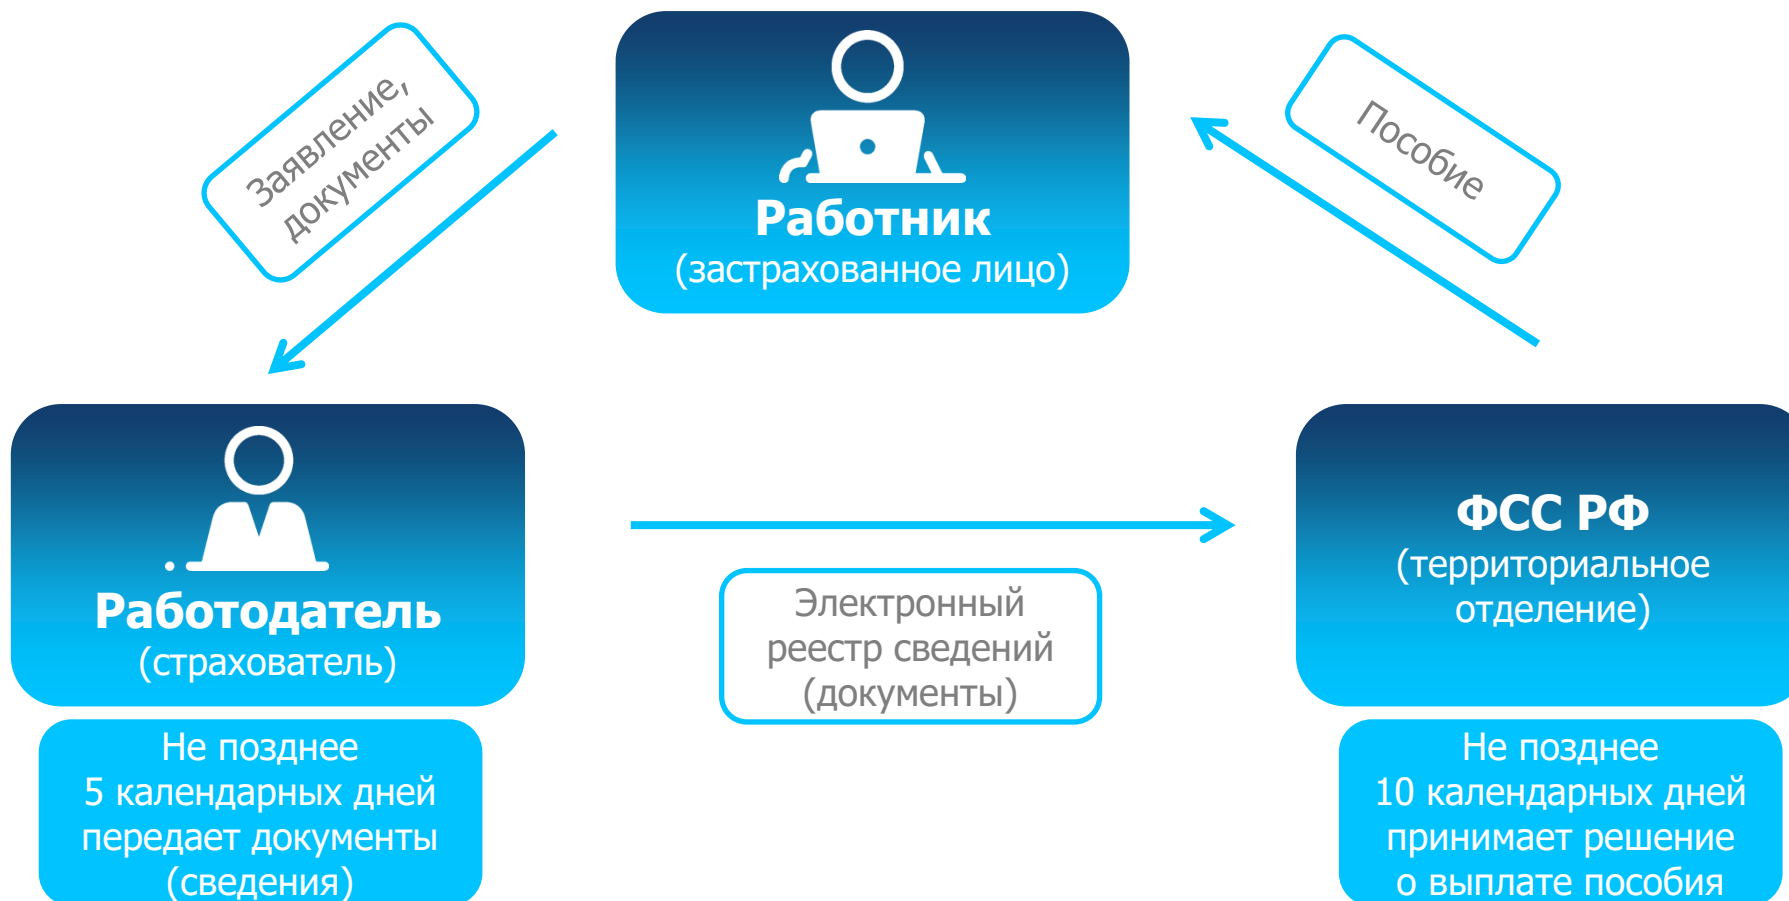 Заявление,
документы
Работник
(застрахованное лицо)
Пособие
Работодатель
(страхователь)
Электронный
реестр сведений
(документы)
ФСС РФ
(территориальное
отделение)
Не позднее
5 календарных дней
передает документы
(сведения)
Не позднее
10 календарных дней
принимает решение
о выплате пособия